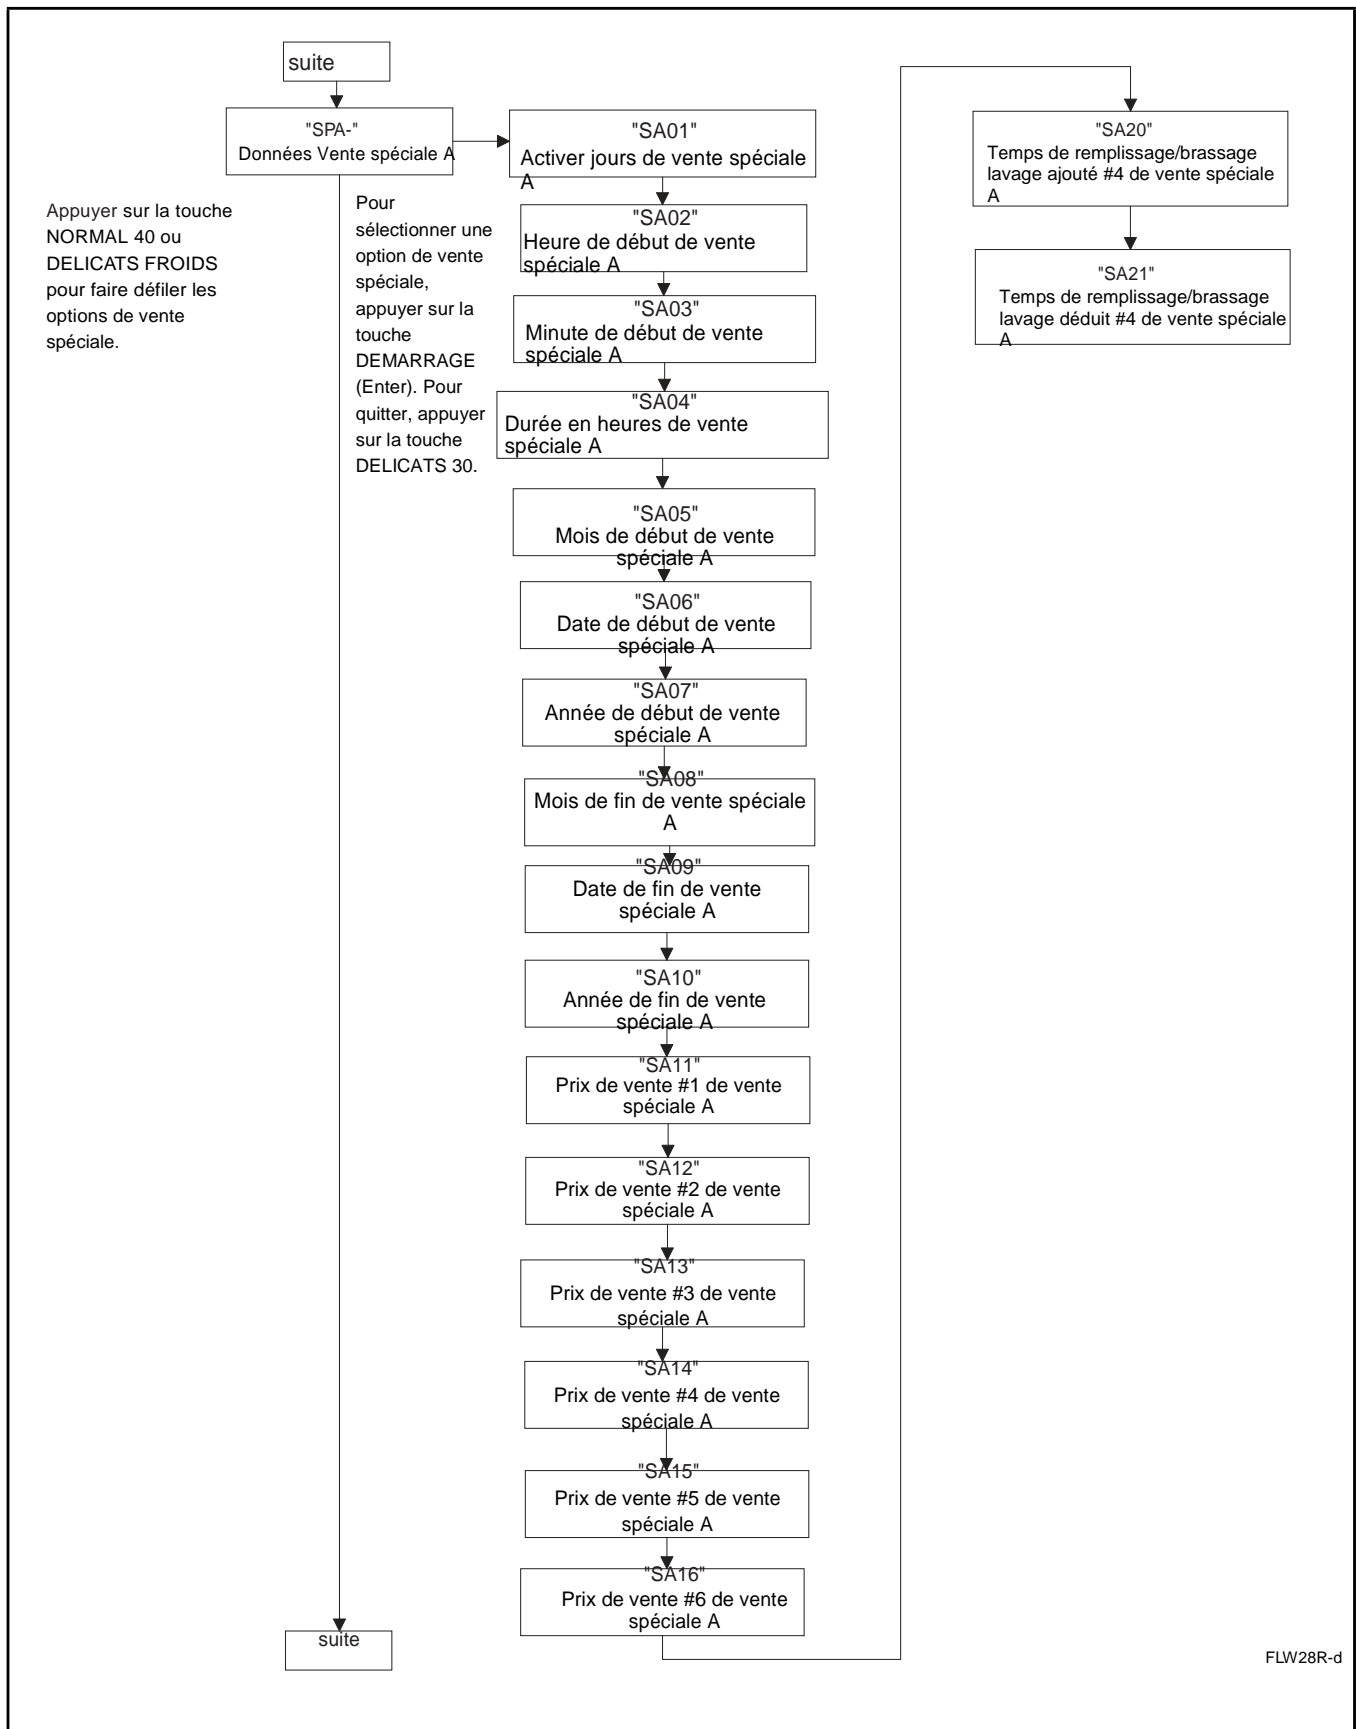 suite
"SPA-"
Données Vente spéciale A
Appuyer sur la touche
NORMAL 40 ou
DELICATS FROIDS
pour faire défiler les
options de vente
spéciale.
Pour
sélectionner une
option de vente
spéciale,
appuyer sur la
touche
DEMARRAGE
(Enter). Pour
quitter, appuyer
sur la touche
DELICATS 30.
"SA01"
Activer jours de vente spéciale
A
"SA02"
Heure de début de vente
spéciale A
"SA03"
Minute de début de vente
spéciale A
"SA04"
Durée en heures de vente
spéciale A
"SA05"
Mois de début de vente
spéciale A
"SA06"
Date de début de vente
spéciale A
"SA07"
Année de début de vente
spéciale A
"SA08"
Mois de fin de vente spéciale
A
"SA09"
Date de fin de vente
spéciale A
"SA10"
Année de fin de vente
spéciale A
"SA11"
Prix de vente #1 de vente
spéciale A
"SA12"
Prix de vente #2 de vente
spéciale A
"SA13"
Prix de vente #3 de vente
spéciale A
"SA14"
Prix de vente #4 de vente
spéciale A
"SA15"
Prix de vente #5 de vente
spéciale A
"SA16"
Prix de vente #6 de vente
spéciale A
"SA20"
Temps de remplissage/brassage
lavage ajouté #4 de vente spéciale
A
"SA21"
Temps de remplissage/brassage
lavage déduit #4 de vente spéciale
A
suite
FLW28R-d